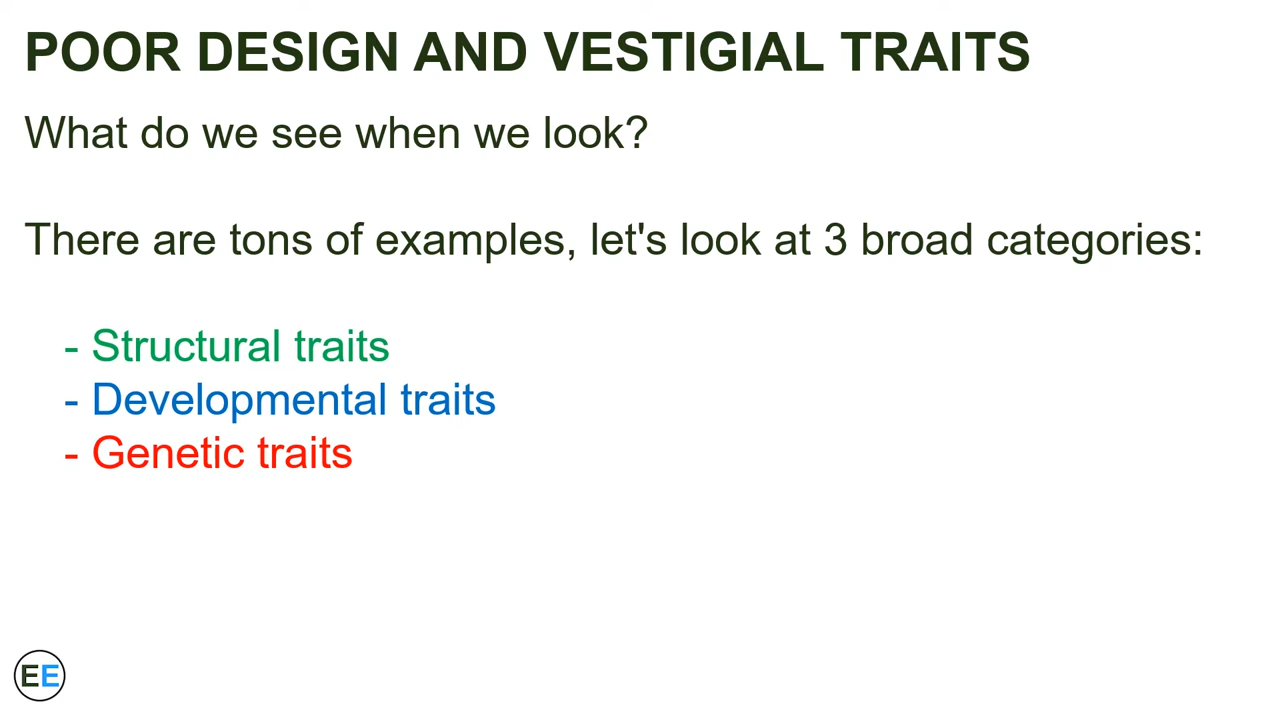 POOR DESIGN AND VESTIGIAL TRAITS
What do we see when we look?
There are tons of examples, let's look at 3 broad categories:
- Structural traits
- Developmental traits
- Genetic traits
EE